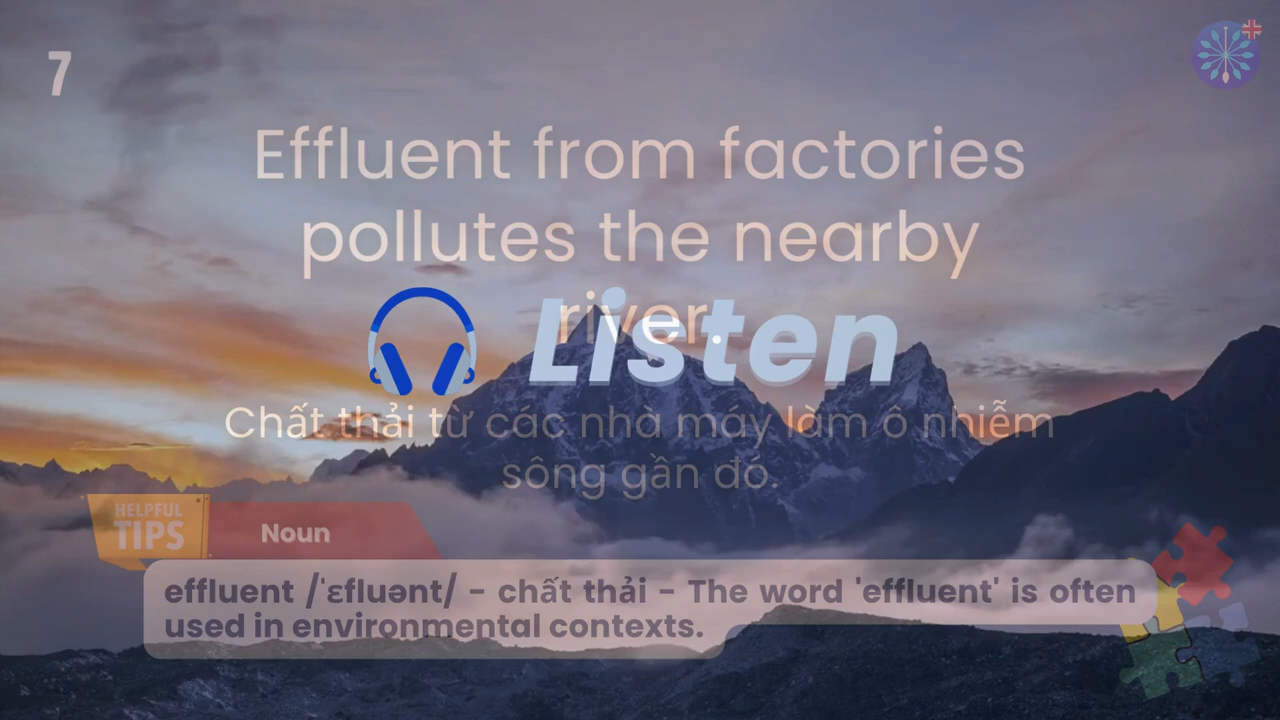 7
Effluent from factories
pollutes the nearby
river.
Listen
Chất thải từ các nhà máy làm ô nhiễm
sông gần đó.
HELPFUL
TIPS
Noun
effluent /ˈɛfluənt/ - chất thải - The word 'effluent' is often
used in environmental contexts.